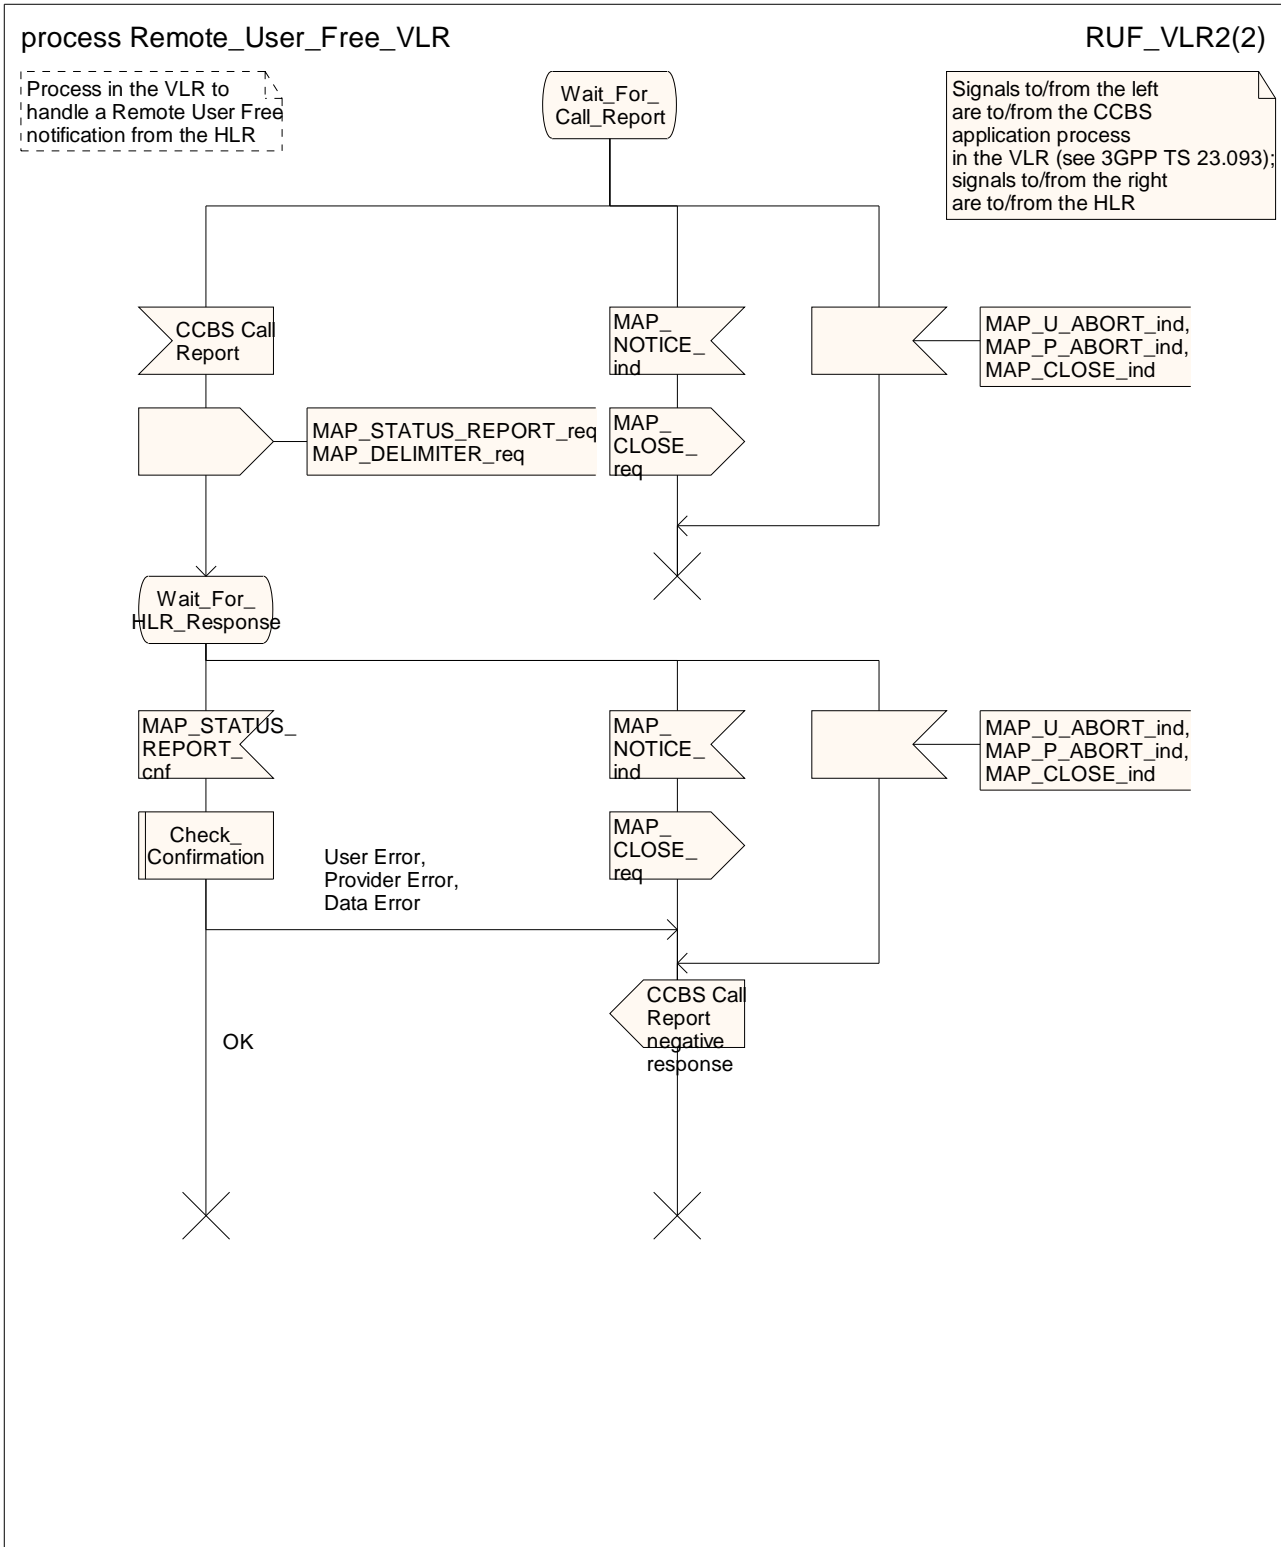 process Remote_User_Free_VLR
RUF_VLR2(2)
Process in the VLR to
handle a Remote User Free
notification from the HLR
Wait_For_
Call_Report
Signals to/from the left
are to/from the CCBS
application process
in the VLR (see 3GPP TS 23.093);
signals to/from the right
are to/from the HLR
CCBS Call
Report
MAP_
NOTICE_
ind
MAP_U_ABORT_ind,
MAP_P_ABORT_ind,
MAP_CLOSE_ind
MAP_STATUS_REPORT_req
MAP_DELIMITER_req
MAP_
CLOSE_
req
Wait_For_
HLR_Response
MAP_STATUS_
REPORT_
cnf
MAP_
NOTICE_
ind
MAP_U_ABORT_ind,
MAP_P_ABORT_ind,
MAP_CLOSE_ind
Check_
Confirmation
User Error,
Provider Error,
Data Error
MAP_
CLOSE_
req
CCBS Call
Report
negative
response
OK